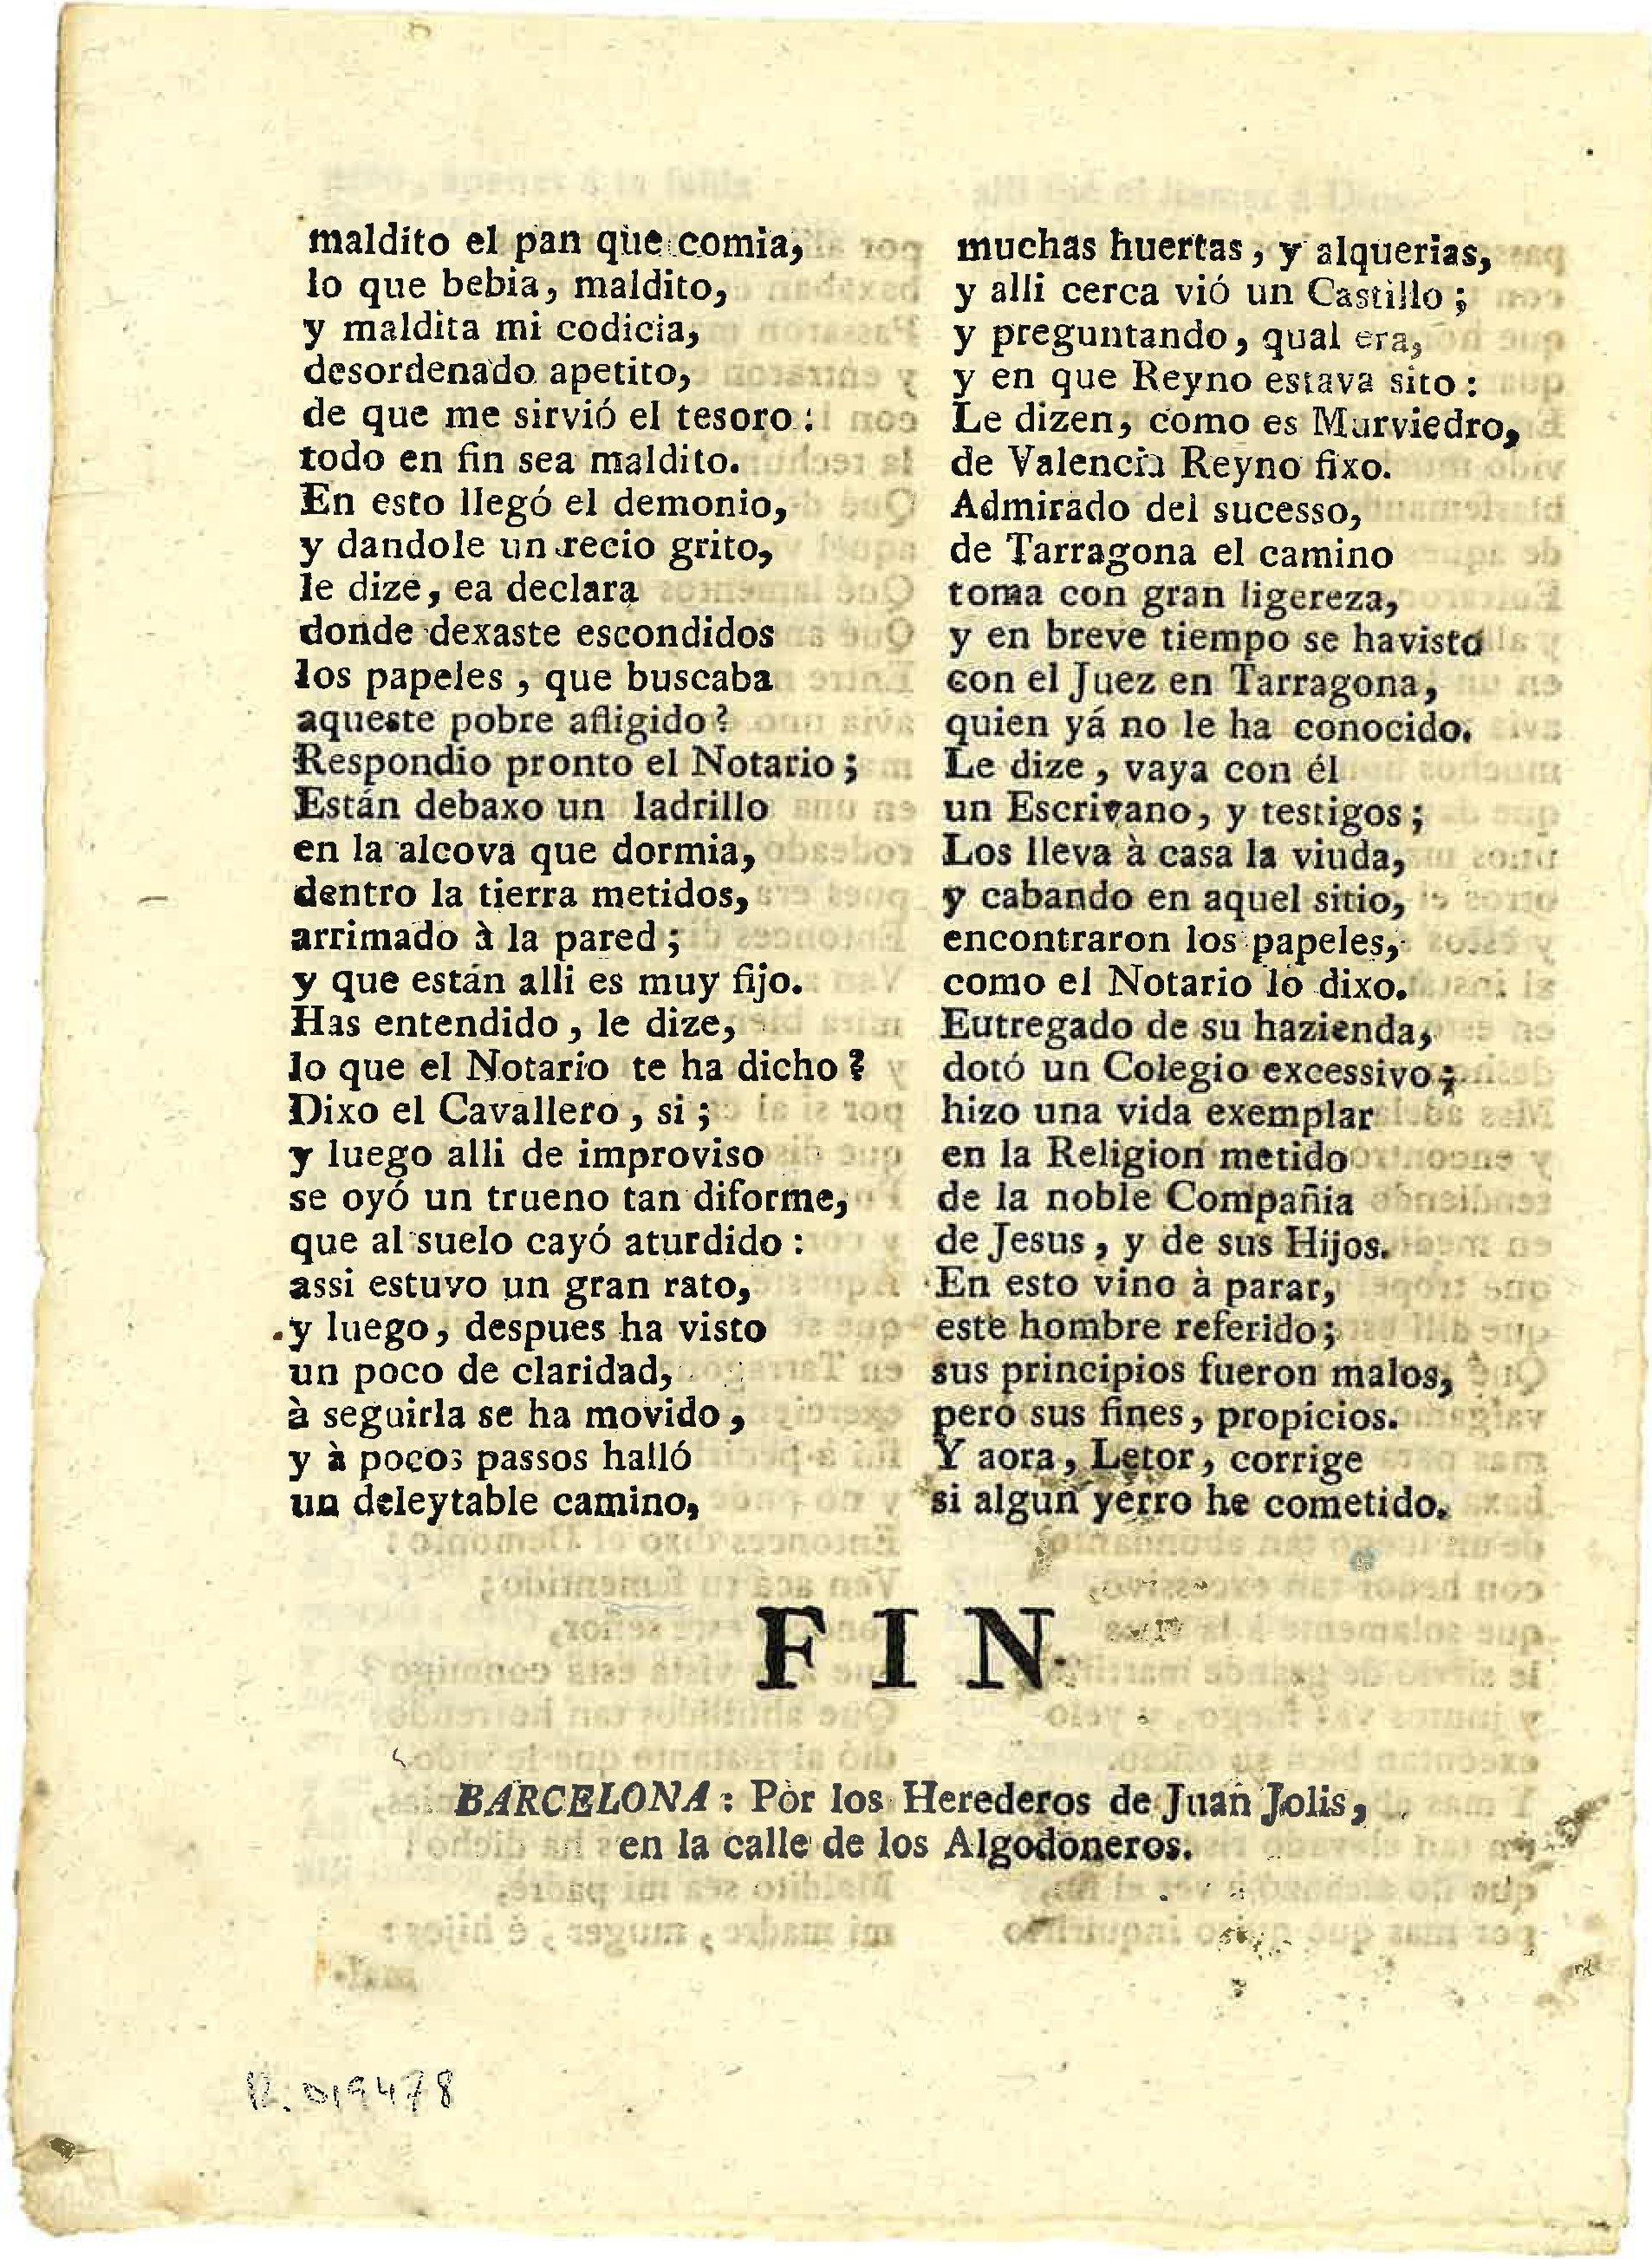 maldito el pan que comia,
lo que bebia, maldito,
y maldita mi codicia,
desordenado apetito,
de que me sirvió el tesoro:
todo en fin sea maldito.
En esto llegó el demonio,
y dandole un recio grito,
le dize, ea declara
donde dexaste escondidos
los papeles, que buscaba
aqueste pobre afligido?
Respondio pronto el Notario;
Están debaxo un ladrillo
en la alcova que dormia,
dentro la tierra metidos,
arrimado à la pared;
y que están alli es muy fijo.
Has entendido, le dize,
lo que el Notario te ha dicho?
Dixo el Cavallero, si;
y luego alli de improviso
se oyó un trueno tan diforme,
que al suelo cayó aturdido:
assi estuvo un gran rato,
y luego, despues ha visto
un poco de claridad,
à seguirla se ha movido,
y à pocos passos halló
un deleytable camino,
muchas huertas, y alquerias,
y alli cerca vió un Castillo;
y preguntando, qual era,
y en que Reyno estava sito:
Le dizen, como es Murviedro,
de Valencia Reyno fixo.
Admirado del sucesso,
de Tarragona el camino
toma con gran ligereza,
y en breve tiempo se havisto
con el Juez en Tarragona,
quien yá no le ha conocido.
Le dize, vaya con él
un Escrivano, y testigos;
Los lleva à casa la viuda,
y cabando en aquel sitio,
encontraron los papeles,
como el Notario lo dixo.
Eutregado de su hazienda,
dotó un Colegio excessivo;
hizo una vida exemplar
en la Religion metido
de la noble Compañia
de Jesus, y de sus Hijos.
En esto vino à parar,
este hombre referido;
sus principios fueron malos,
pero sus fines, propicios.
Y aora, Letor, corrige
si algun yerro he cometido.
FIN
BARCELONA: Por los Herederos de Juan Jolis,
en la calle de los Algodoneros.
R. 019478